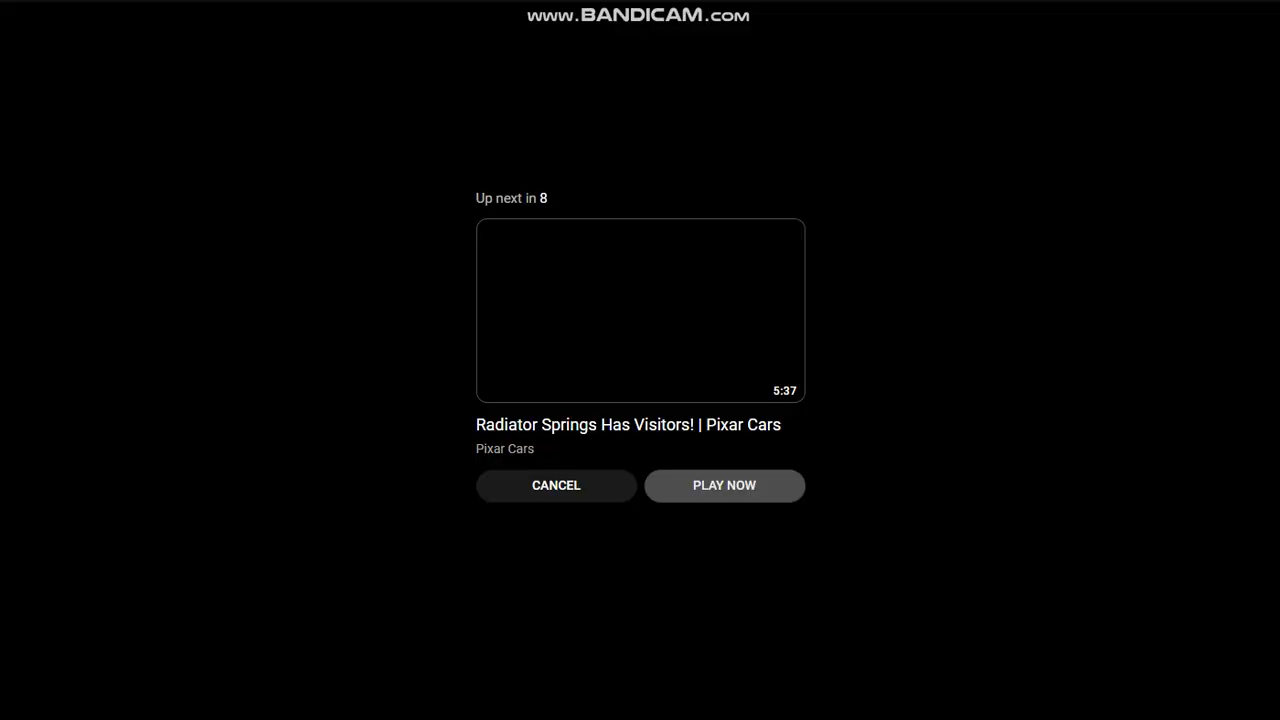 www.BANDICAM.com
Up next in 8
5:37
Radiator Springs Has Visitors! | Pixar Cars
Pixar Cars
CANCEL
PLAY NOW